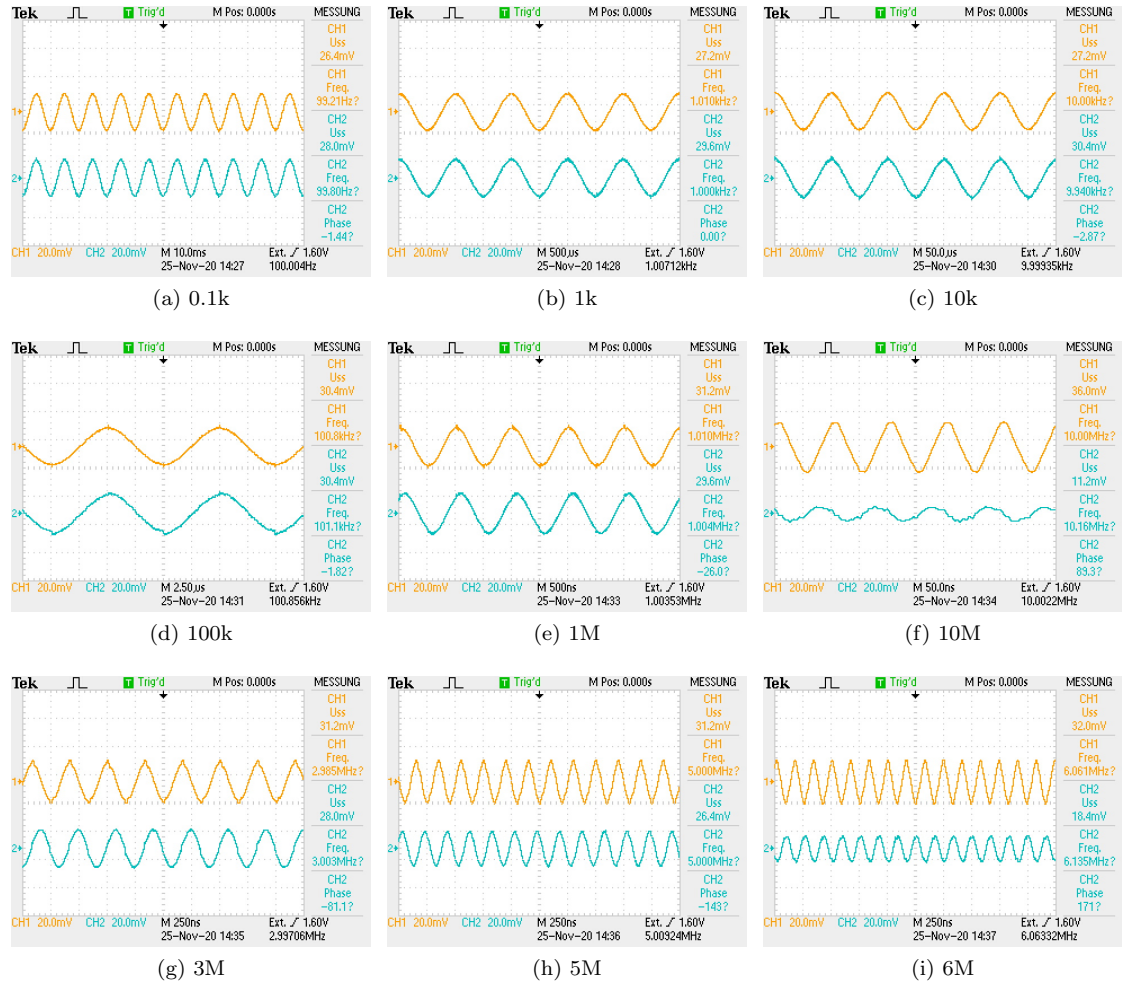 Tek Trig'd M Pos: 0.000s MESSUNG
CH1
Uss
26.4mV
CH1
Freq.
99.21Hz?
CH2
Uss
28.0mV
CH2
Freq.
99.80Hz?
CH2
Phase
-1.44?
1
2
CH1 20.0mV CH2 20.0mV M 10.0ms Ext. 1.60V
25-Nov-20 14:27 100.004Hz
(a) 0.1k
Tek Trig'd M Pos: 0.000s MESSUNG
CH1
Uss
27.2mV
CH1
Freq.
1.010kHz?
CH2
Uss
29.6mV
CH2
Freq.
1.000kHz?
CH2
Phase
0.00?
1
2
CH1 20.0mV CH2 20.0mV M 500µs Ext. 1.60V
25-Nov-20 14:28 1.00712kHz
(b) 1k
Tek Trig'd M Pos: 0.000s MESSUNG
CH1
Uss
27.2mV
CH1
Freq.
10.00kHz?
CH2
Uss
30.4mV
CH2
Freq.
9.940kHz?
CH2
Phase
-2.87?
1
2
CH1 20.0mV CH2 20.0mV M 50.0µs Ext. 1.60V
25-Nov-20 14:30 9.99935kHz
(c) 10k
Tek Trig'd M Pos: 0.000s MESSUNG
CH1
Uss
30.4mV
CH1
Freq.
100.8kHz?
CH2
Uss
30.4mV
CH2
Freq.
101.1kHz?
CH2
Phase
-1.82?
1
2
CH1 20.0mV CH2 20.0mV M 2.50µs Ext. 1.60V
25-Nov-20 14:31 100.856kHz
(d) 100k
Tek Trig'd M Pos: 0.000s MESSUNG
CH1
Uss
31.2mV
CH1
Freq.
1.010MHz?
CH2
Uss
29.6mV
CH2
Freq.
1.004MHz?
CH2
Phase
-26.0?
1
2
CH1 20.0mV CH2 20.0mV M 500ns Ext. 1.60V
25-Nov-20 14:33 1.00353MHz
(e) 1M
Tek Trig'd M Pos: 0.000s MESSUNG
CH1
Uss
36.0mV
CH1
Freq.
10.00MHz?
CH2
Uss
11.2mV
CH2
Freq.
10.16MHz?
CH2
Phase
89.3?
1
2
CH1 20.0mV CH2 20.0mV M 50.0ns Ext. 1.60V
25-Nov-20 14:34 10.0022MHz
(f) 10M
Tek Trig'd M Pos: 0.000s MESSUNG
CH1
Uss
31.2mV
CH1
Freq.
2.985MHz?
CH2
Uss
28.0mV
CH2
Freq.
3.003MHz?
CH2
Phase
-81.1?
1
2
CH1 20.0mV CH2 20.0mV M 250ns Ext. 1.60V
25-Nov-20 14:35 2.99706MHz
(g) 3M
Tek Trig'd M Pos: 0.000s MESSUNG
CH1
Uss
31.2mV
CH1
Freq.
5.000MHz?
CH2
Uss
26.4mV
CH2
Freq.
5.000MHz?
CH2
Phase
-143?
1
2
CH1 20.0mV CH2 20.0mV M 250ns Ext. 1.60V
25-Nov-20 14:36 5.00924MHz
(h) 5M
Tek Trig'd M Pos: 0.000s MESSUNG
CH1
Uss
32.0mV
CH1
Freq.
6.061MHz?
CH2
Uss
18.4mV
CH2
Freq.
6.135MHz?
CH2
Phase
171?
1
2
CH1 20.0mV CH2 20.0mV M 250ns Ext. 1.60V
25-Nov-20 14:37 6.06332MHz
(i) 6M